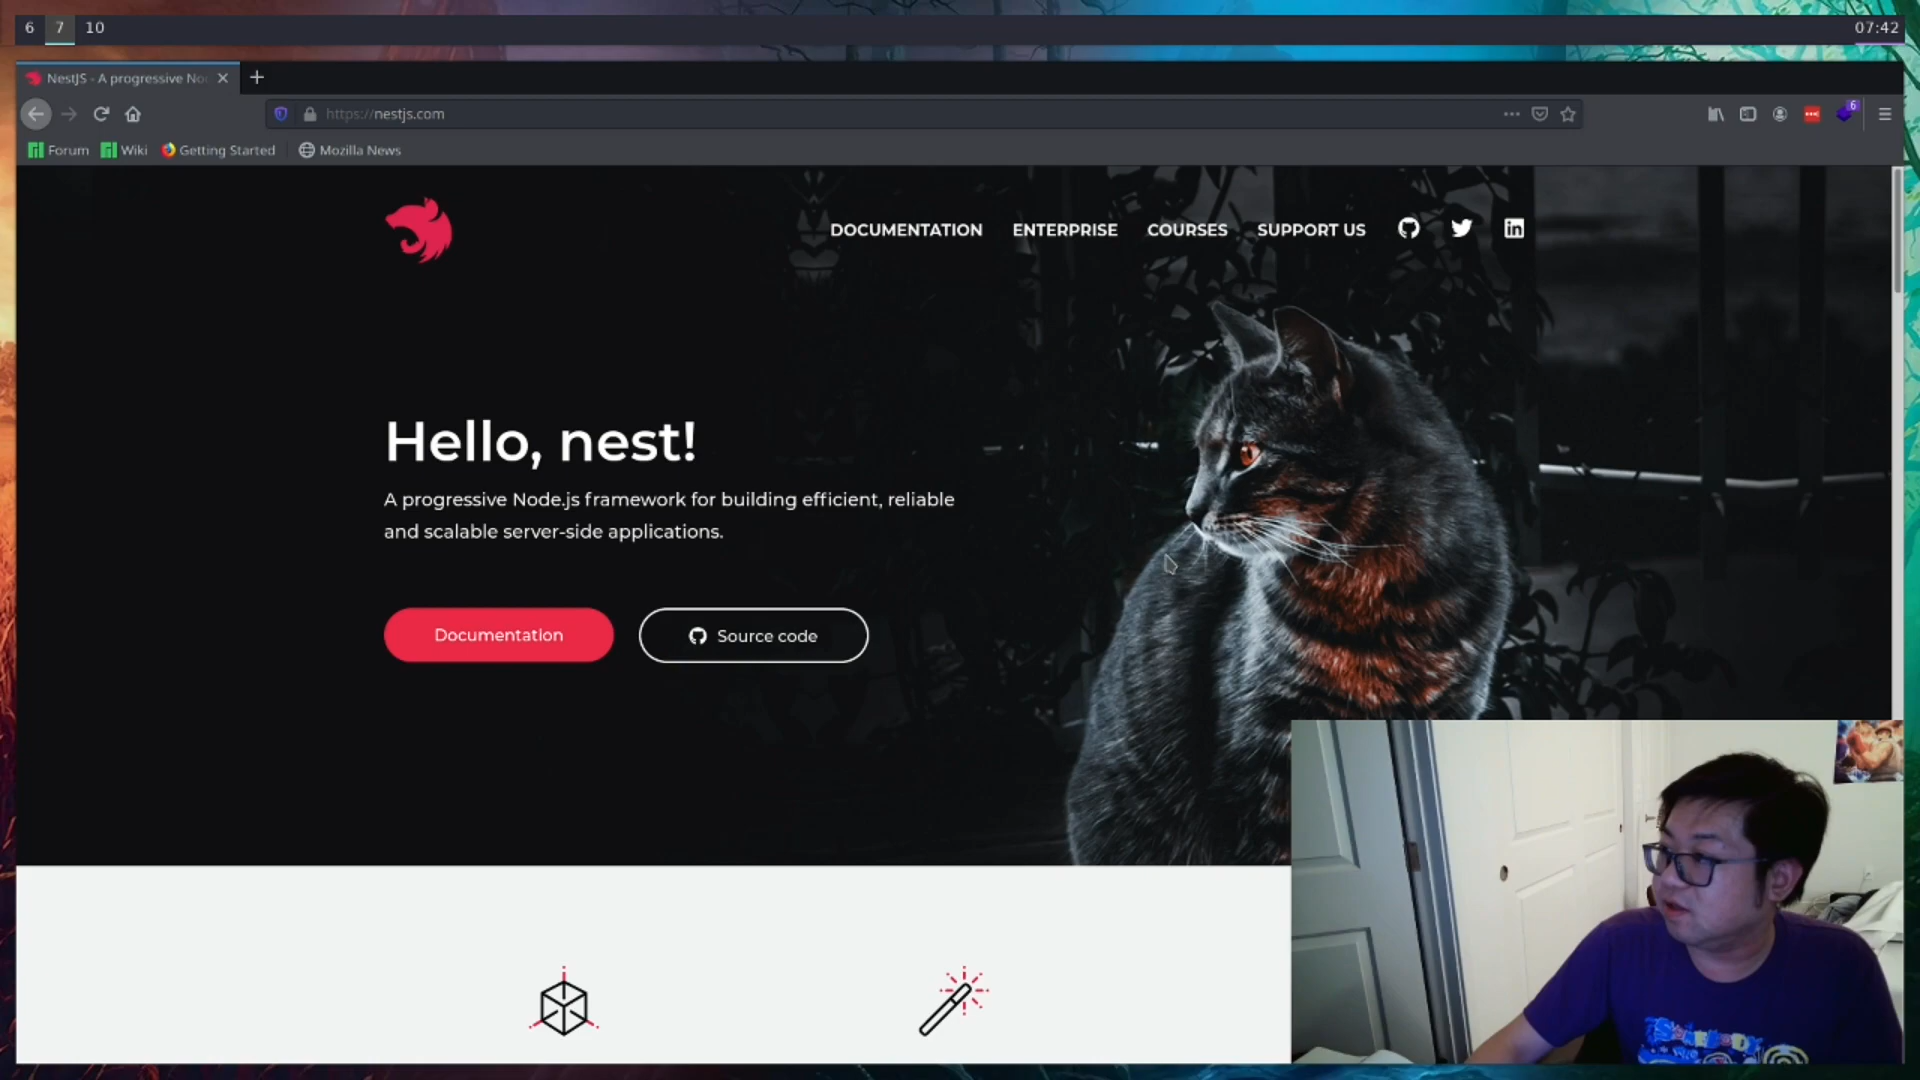 6 7 10 07:42
NestJS - A progressive No
https://nestjs.com
6
Forum Wiki Getting Started Mozilla News
DOCUMENTATION ENTERPRISE COURSES SUPPORT US
Hello, nest!
A progressive Node.js framework for building efficient, reliable
and scalable server-side applications.
Documentation Source code